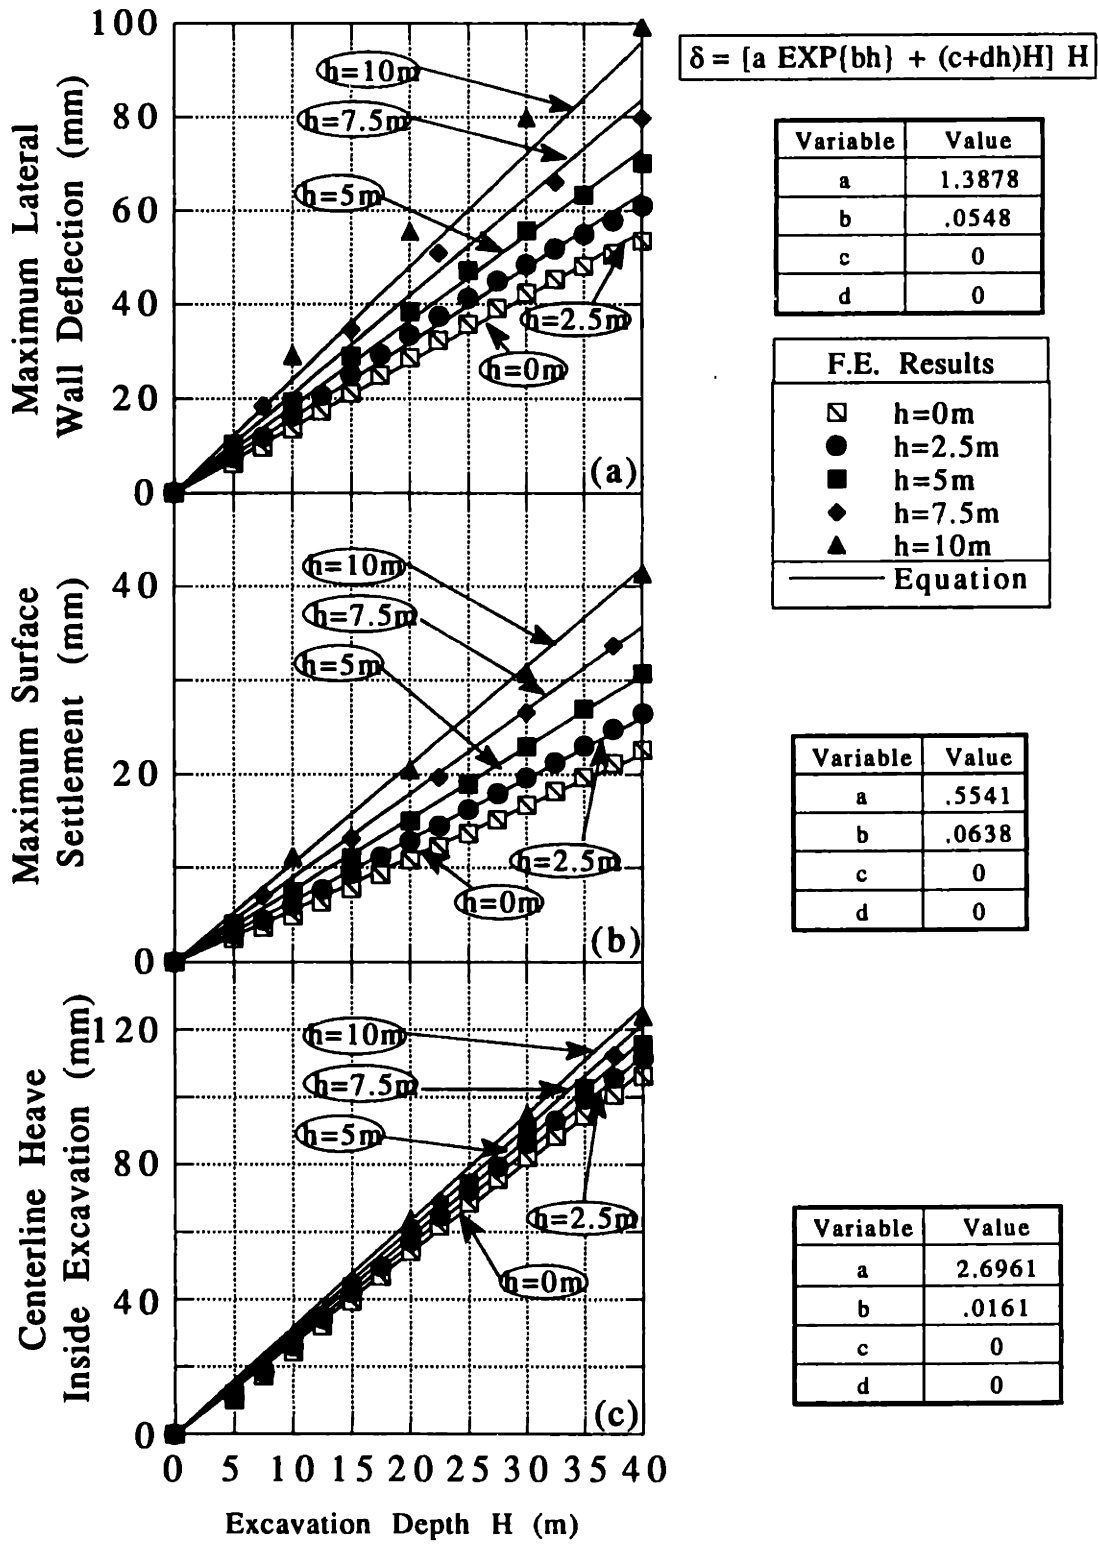 δ = [a EXP{bh} + (c+dh)H] H
Maximum Lateral
Wall Deflection (mm)
100
80
60
40
20
0
h=10m
h=7.5m
h=5m
h=2.5m
h=0m
(a)
Variable Value
a 1.3878
b .0548
c 0
d 0
F.E. Results
h=0m
h=2.5m
h=5m
h=7.5m
h=10m
Equation
Maximum Surface
Settlement (mm)
40
20
0
h=10m
h=7.5m
h=5m
h=2.5m
h=0m
(b)
Variable Value
a .5541
b .0638
c 0
d 0
Centerline Heave
Inside Excavation (mm)
120
80
40
0
h=10m
h=7.5m
h=5m
h=2.5m
h=0m
(c)
Variable Value
a 2.6961
b .0161
c 0
d 0
0 5 10 15 20 25 30 35 40
Excavation Depth H (m)